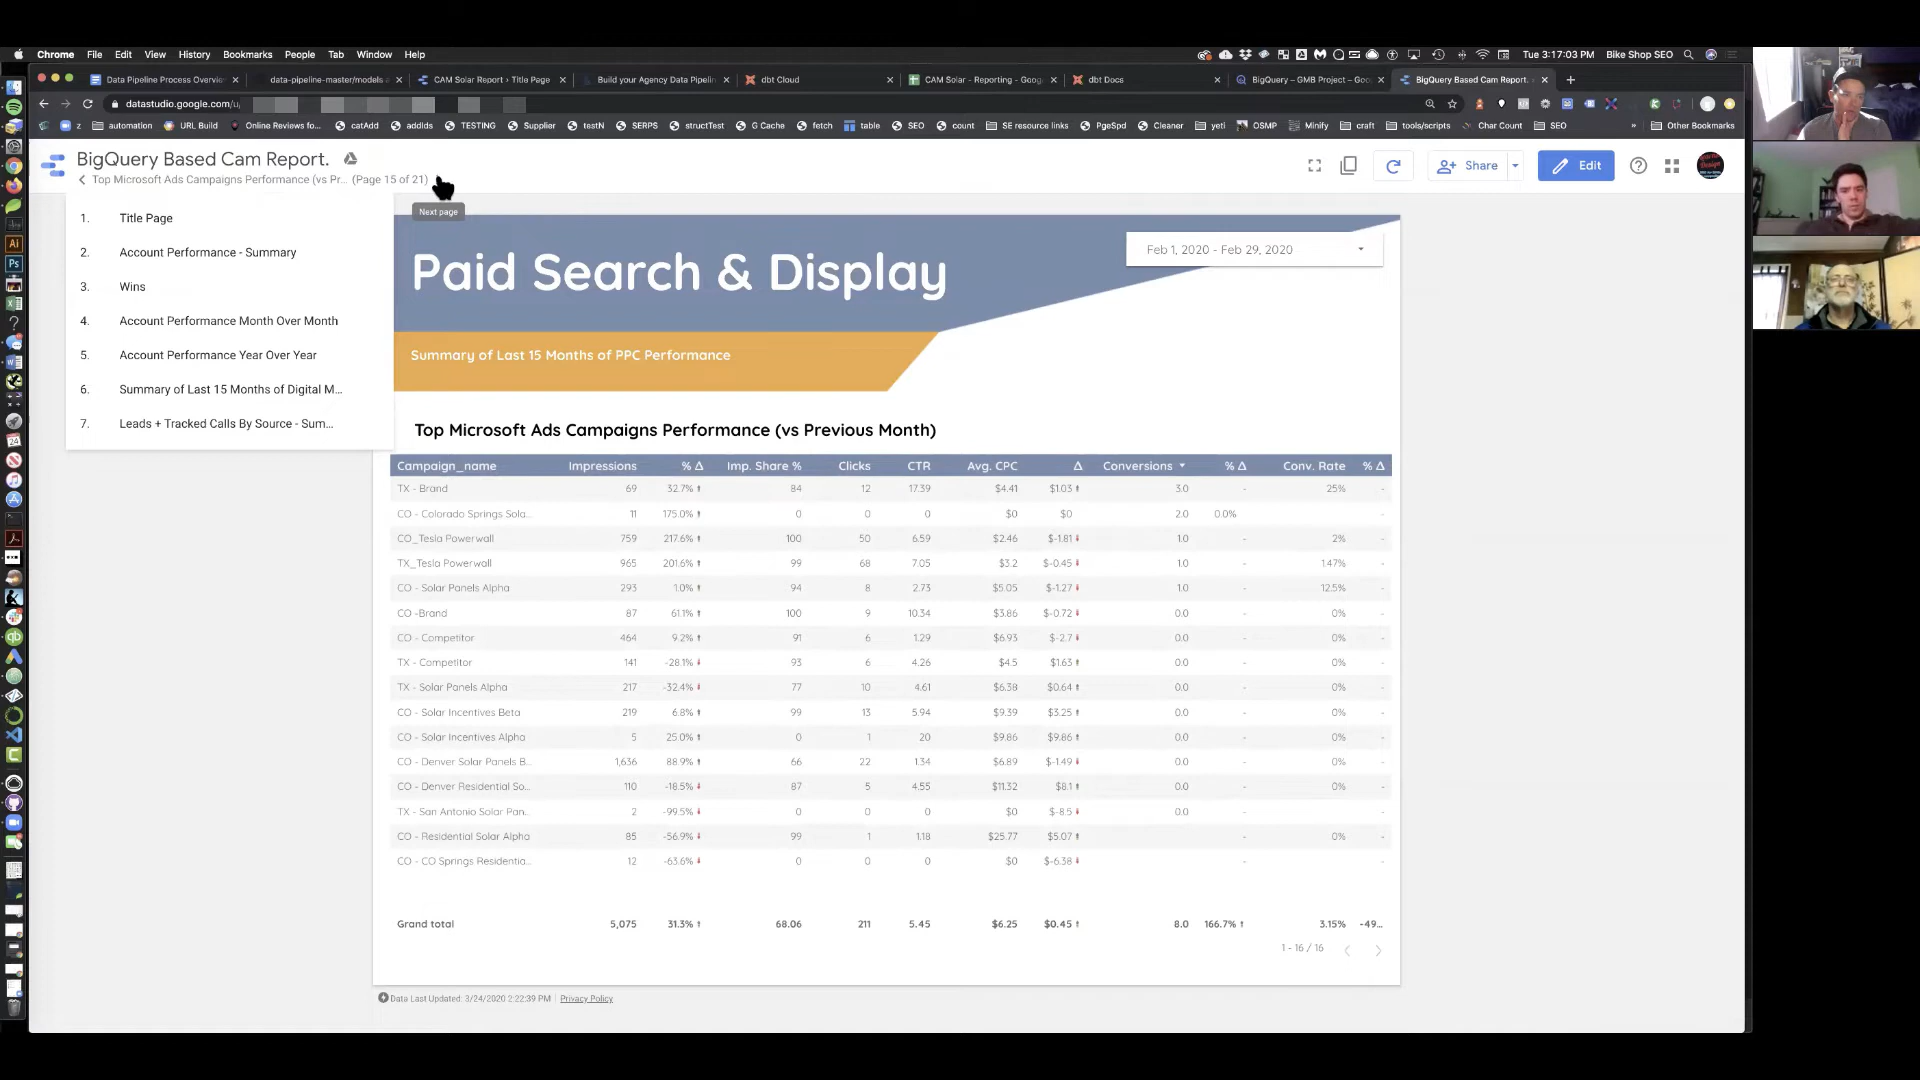 Chrome File Edit View History Bookmarks People Tab Window Help
Tue 3:17:03 PM Bike Shop SEO
Data Pipeline Process Overvie
data-pipeline-master/models
CAM Solar Report › Title Page
Build your Agency Data Pipelin
dbt Cloud
CAM Solar - Reporting - Goog
dbt Docs
BigQuery – GMB Project – Goo
BigQuery Based Cam Report.
datastudio.google.com/u
z automation URL Build Online Reviews fo... catAdd addIds TESTING Supplier testN SERPS structTest G Cache fetch table SEO count SE resource links PgeSpd Cleaner yeti OSMP Minify craft tools/scripts Char Count SEO » Other Bookmarks
BigQuery Based Cam Report.
Top Microsoft Ads Campaigns Performance (vs Pr... (Page 15 of 21)
Share
Edit
Next page
1. Title Page
2. Account Performance - Summary
3. Wins
4. Account Performance Month Over Month
5. Account Performance Year Over Year
6. Summary of Last 15 Months of Digital M...
7. Leads + Tracked Calls By Source - Sum...
Paid Search & Display
Feb 1, 2020 - Feb 29, 2020
Summary of Last 15 Months of PPC Performance
Top Microsoft Ads Campaigns Performance (vs Previous Month)
Campaign_name Impressions % Δ Imp. Share % Clicks CTR Avg. CPC Δ Conversions % Δ Conv. Rate % Δ
TX - Brand 69 32.7% 84 12 17.39 $4.41 $1.03 3.0 - 25% -
CO - Colorado Springs Sola... 11 175.0% 0 0 0 $0 $0 2.0 0.0% -
CO_Tesla Powerwall 759 217.6% 100 50 6.59 $2.46 $-1.81 1.0 - 2% -
TX_Tesla Powerwall 965 201.6% 99 68 7.05 $3.2 $-0.45 1.0 - 1.47% -
CO - Solar Panels Alpha 293 1.0% 94 8 2.73 $5.05 $-1.27 1.0 - 12.5% -
CO -Brand 87 61.1% 100 9 10.34 $3.86 $-0.72 0.0 - 0% -
CO - Competitor 464 9.2% 91 6 1.29 $6.93 $-2.7 0.0 - 0% -
TX - Competitor 141 -28.1% 93 6 4.26 $4.5 $1.63 0.0 - 0% -
TX - Solar Panels Alpha 217 -32.4% 77 10 4.61 $6.38 $0.64 0.0 - 0% -
CO - Solar Incentives Beta 219 6.8% 99 13 5.94 $9.39 $3.25 0.0 - 0% -
CO - Solar Incentives Alpha 5 25.0% 0 1 20 $9.86 $9.86 0.0 - 0% -
CO - Denver Solar Panels B... 1,636 88.9% 66 22 1.34 $6.89 $-1.49 0.0 - 0% -
CO - Denver Residential So... 110 -18.5% 87 5 4.55 $11.32 $8.1 0.0 - 0% -
TX - San Antonio Solar Pan... 2 -99.5% 0 0 0 $0 $-8.5 0.0 - -
CO - Residential Solar Alpha 85 -56.9% 99 1 1.18 $25.77 $5.07 - 0% -
CO - CO Springs Residentia... 12 -63.6% 0 0 0 $0 $-6.38 - -
Grand total 5,075 31.3% 68.06 211 5.45 $6.25 $0.45 8.0 166.7% 3.15% -49...
1 - 16 / 16
Data Last Updated: 3/24/2020 2:22:39 PM | Privacy Policy